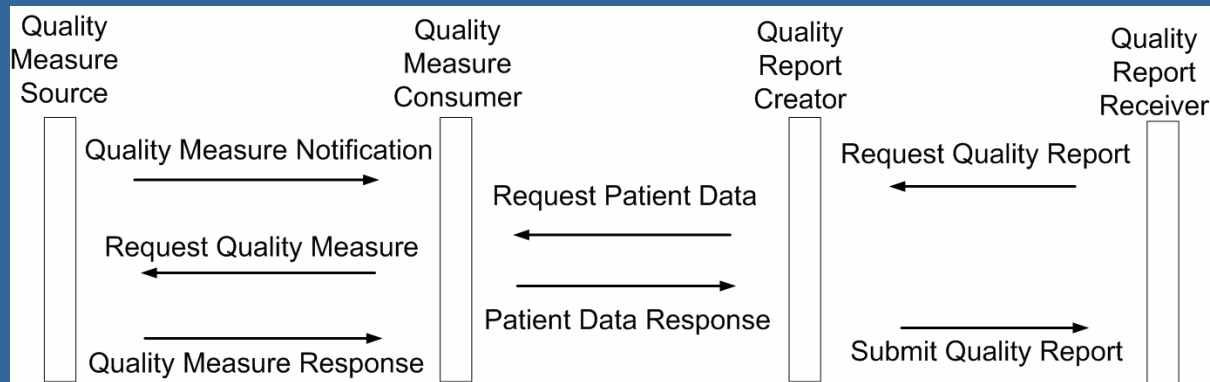 Quality
Measure
Source
Quality
Measure
Consumer
Quality
Report
Creator
Quality
Report
Receiver
Quality Measure Notification
Request Quality Report
Request Patient Data
Request Quality Measure
Patient Data Response
Quality Measure Response
Submit Quality Report